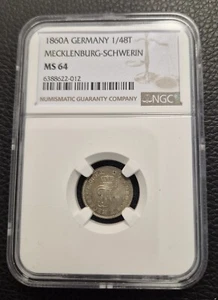 1860A GERMANY 1/48T
MECKLENBURG-SCHWERIN
MS 64
6388622-012
NUMISMATIC GUARANTY COMPANY
NGC